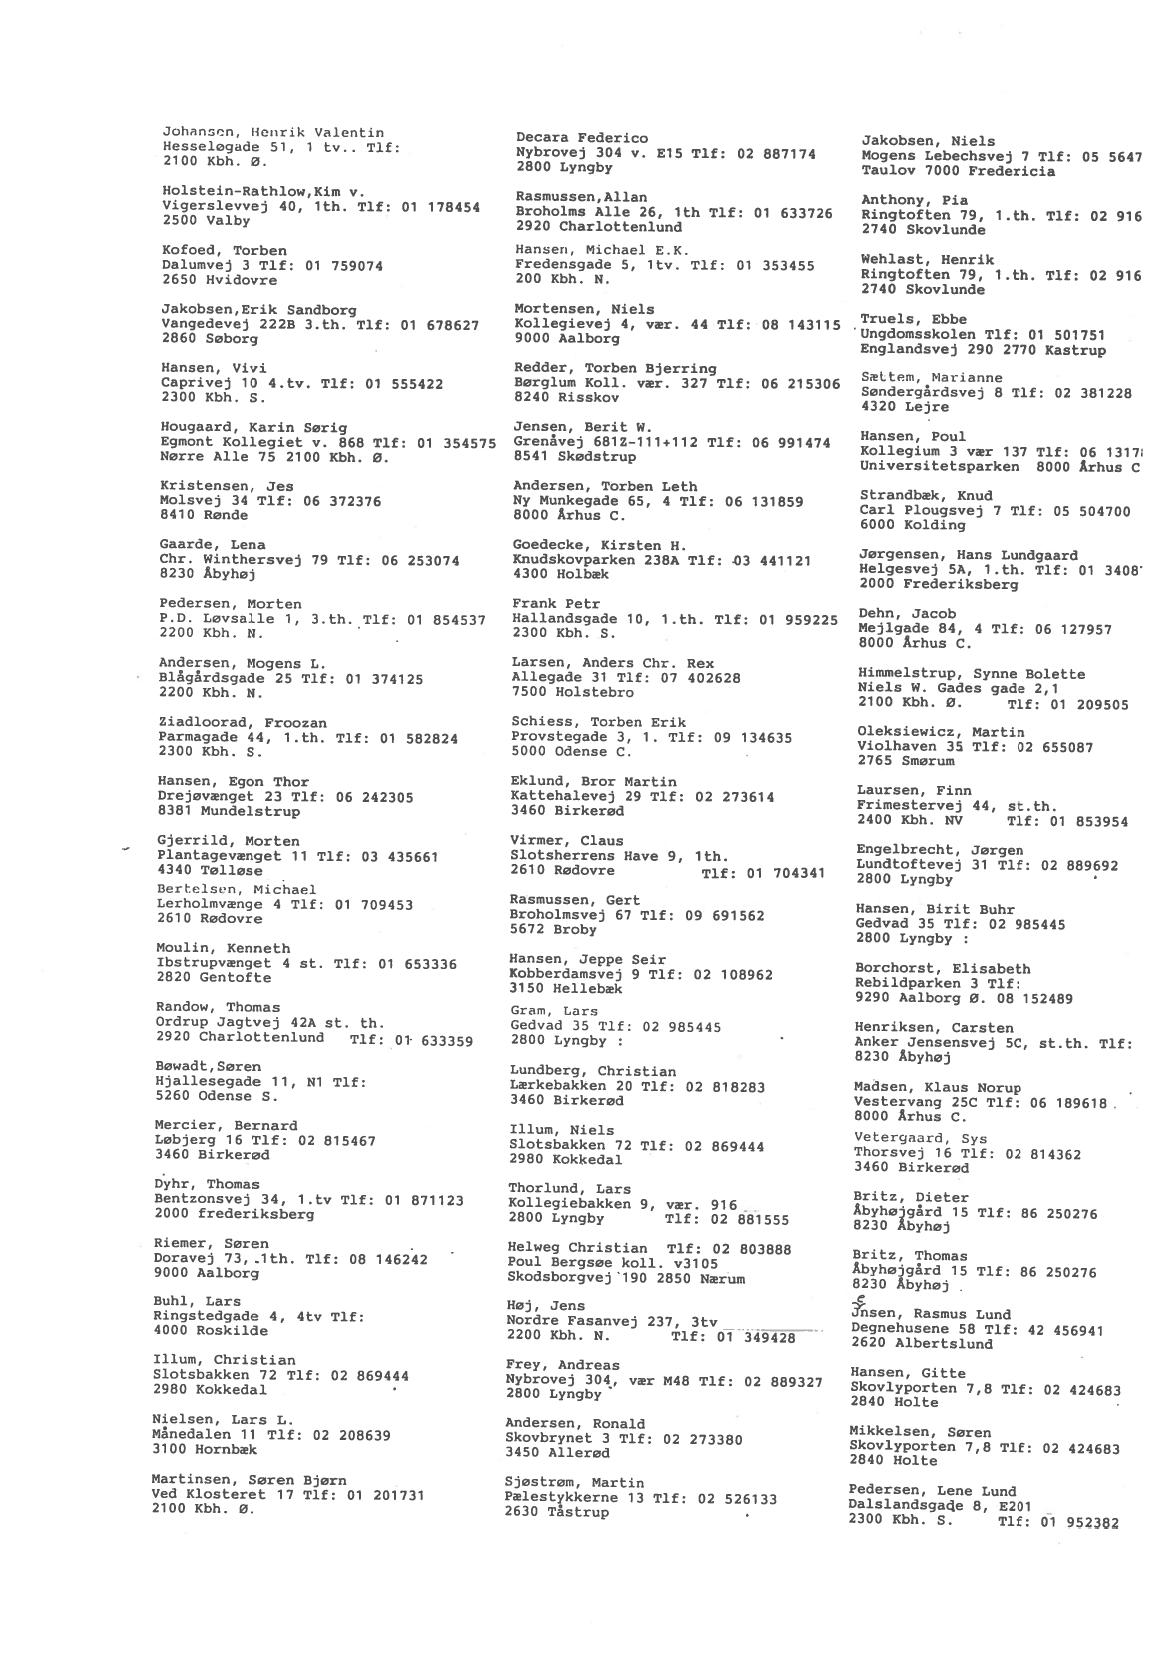 Johansen, Henrik Valentin
Hesseløgade 51, 1 tv.. Tlf:
2100 Kbh. Ø.
Holstein-Rathlow,Kim v.
Vigerslevvej 40, 1th. Tlf: 01 178454
2500 Valby
Kofoed, Torben
Dalumvej 3 Tlf: 01 759074
2650 Hvidovre
Jakobsen,Erik Sandborg
Vangedevej 222B 3.th. Tlf: 01 678627
2860 Søborg
Hansen, Vivi
Caprivej 10 4.tv. Tlf: 01 555422
2300 Kbh. S.
Hougaard, Karin Sørig
Egmont Kollegiet v. 868 Tlf: 01 354575
Nørre Alle 75 2100 Kbh. Ø.
Kristensen, Jes
Molsvej 34 Tlf: 06 372376
8410 Rønde
Gaarde, Lena
Chr. Winthersvej 79 Tlf: 06 253074
8230 Åbyhøj
Pedersen, Morten
P.D. Løvsalle 1, 3.th. Tlf: 01 854537
2200 Kbh. N.
Andersen, Mogens L.
Blågårdsgade 25 Tlf: 01 374125
2200 Kbh. N.
Ziadloorad, Froozan
Parmagade 44, 1.th. Tlf: 01 582824
2300 Kbh. S.
Hansen, Egon Thor
Drejøvænget 23 Tlf: 06 242305
8381 Mundelstrup
Gjerrild, Morten
Plantagevænget 11 Tlf: 03 435661
4340 Tølløse
Bertelsen, Michael
Lerholmvænge 4 Tlf: 01 709453
2610 Rødovre
Moulin, Kenneth
Ibstrupvænget 4 st. Tlf: 01 653336
2820 Gentofte
Randow, Thomas
Ordrup Jagtvej 42A st. th.
2920 Charlottenlund Tlf: 01 633359
Bøwadt,Søren
Hjallesegade 11, N1 Tlf:
5260 Odense S.
Mercier, Bernard
Løbjerg 16 Tlf: 02 815467
3460 Birkerød
Dyhr, Thomas
Bentzonsvej 34, 1.tv Tlf: 01 871123
2000 frederiksberg
Riemer, Søren
Doravej 73, 1th. Tlf: 08 146242
9000 Aalborg
Buhl, Lars
Ringstedgade 4, 4tv Tlf:
4000 Roskilde
Illum, Christian
Slotsbakken 72 Tlf: 02 869444
2980 Kokkedal
Nielsen, Lars L.
Månedalen 11 Tlf: 02 208639
3100 Hornbæk
Martinsen, Søren Bjørn
Ved Klosteret 17 Tlf: 01 201731
2100 Kbh. Ø.
Decara Federico
Nybrovej 304 v. E15 Tlf: 02 887174
2800 Lyngby
Rasmussen,Allan
Broholms Alle 26, 1th Tlf: 01 633726
2920 Charlottenlund
Hansen, Michael E.K.
Fredensgade 5, 1tv. Tlf: 01 353455
200 Kbh. N.
Mortensen, Niels
Kollegievej 4, vær. 44 Tlf: 08 143115
9000 Aalborg
Redder, Torben Bjerring
Børglum Koll. vær. 327 Tlf: 06 215306
8240 Risskov
Jensen, Berit W.
Grenåvej 681Z-111+112 Tlf: 06 991474
8541 Skødstrup
Andersen, Torben Leth
Ny Munkegade 65, 4 Tlf: 06 131859
8000 Århus C.
Goedecke, Kirsten H.
Knudskovparken 238A Tlf: 03 441121
4300 Holbæk
Frank Petr
Hallandsgade 10, 1.th. Tlf: 01 959225
2300 Kbh. S.
Larsen, Anders Chr. Rex
Allegade 31 Tlf: 07 402628
7500 Holstebro
Schiess, Torben Erik
Provstegade 3, 1. Tlf: 09 134635
5000 Odense C.
Eklund, Bror Martin
Kattehalevej 29 Tlf: 02 273614
3460 Birkerød
Virmer, Claus
Slotsherrens Have 9, 1th.
2610 Rødovre Tlf: 01 704341
Rasmussen, Gert
Broholmsvej 67 Tlf: 09 691562
5672 Broby
Hansen, Jeppe Seir
Kobberdamsvej 9 Tlf: 02 108962
3150 Hellebæk
Gram, Lars
Gedvad 35 Tlf: 02 985445
2800 Lyngby :
Lundberg, Christian
Lærkebakken 20 Tlf: 02 818283
3460 Birkerød
Illum, Niels
Slotsbakken 72 Tlf: 02 869444
2980 Kokkedal
Thorlund, Lars
Kollegiebakken 9, vær. 916
2800 Lyngby Tlf: 02 881555
Helweg Christian Tlf: 02 803888
Poul Bergsøe koll. v3105
Skodsborgvej 190 2850 Nærum
Høj, Jens
Nordre Fasanvej 237, 3tv
2200 Kbh. N. Tlf: 01 349428
Frey, Andreas
Nybrovej 304, vær M48 Tlf: 02 889327
2800 Lyngby
Andersen, Ronald
Skovbrynet 3 Tlf: 02 273380
3450 Allerød
Sjøstrøm, Martin
Pælestykkerne 13 Tlf: 02 526133
2630 Tåstrup
Jakobsen, Niels
Mogens Lebechsvej 7 Tlf: 05 5647
Taulov 7000 Fredericia
Anthony, Pia
Ringtoften 79, 1.th. Tlf: 02 916
2740 Skovlunde
Wehlast, Henrik
Ringtoften 79, 1.th. Tlf: 02 916
2740 Skovlunde
Truels, Ebbe
Ungdomsskolen Tlf: 01 501751
Englandsvej 290 2770 Kastrup
Sættem, Marianne
Søndergårdsvej 8 Tlf: 02 381228
4320 Lejre
Hansen, Poul
Kollegium 3 vær 137 Tlf: 06 1317
Universitetsparken 8000 Århus C
Strandbæk, Knud
Carl Plougsvej 7 Tlf: 05 504700
6000 Kolding
Jørgensen, Hans Lundgaard
Helgesvej 5A, 1.th. Tlf: 01 3408
2000 Frederiksberg
Dehn, Jacob
Mejlgade 84, 4 Tlf: 06 127957
8000 Århus C.
Himmelstrup, Synne Bolette
Niels W. Gades gade 2,1
2100 Kbh. Ø. Tlf: 01 209505
Oleksiewicz, Martin
Violhaven 35 Tlf: 02 655087
2765 Smørum
Laursen, Finn
Frimestervej 44, st.th.
2400 Kbh. NV Tlf: 01 853954
Engelbrecht, Jørgen
Lundtoftevej 31 Tlf: 02 889692
2800 Lyngby
Hansen, Birit Buhr
Gedvad 35 Tlf: 02 985445
2800 Lyngby :
Borchorst, Elisabeth
Rebildparken 3 Tlf:
9290 Aalborg Ø. 08 152489
Henriksen, Carsten
Anker Jensensvej 5C, st.th. Tlf:
8230 Åbyhøj
Madsen, Klaus Norup
Vestervang 25C Tlf: 06 189618
8000 Århus C.
Vetergaard, Sys
Thorsvej 16 Tlf: 02 814362
3460 Birkerød
Britz, Dieter
Åbyhøjgård 15 Tlf: 86 250276
8230 Åbyhøj
Britz, Thomas
Åbyhøjgård 15 Tlf: 86 250276
8230 Åbyhøj
e
Jnsen, Rasmus Lund
Degnehusene 58 Tlf: 42 456941
2620 Albertslund
Hansen, Gitte
Skovlyporten 7,8 Tlf: 02 424683
2840 Holte
Mikkelsen, Søren
Skovlyporten 7,8 Tlf: 02 424683
2840 Holte
Pedersen, Lene Lund
Dalslandsgade 8, E201
2300 Kbh. S. Tlf: 01 952382